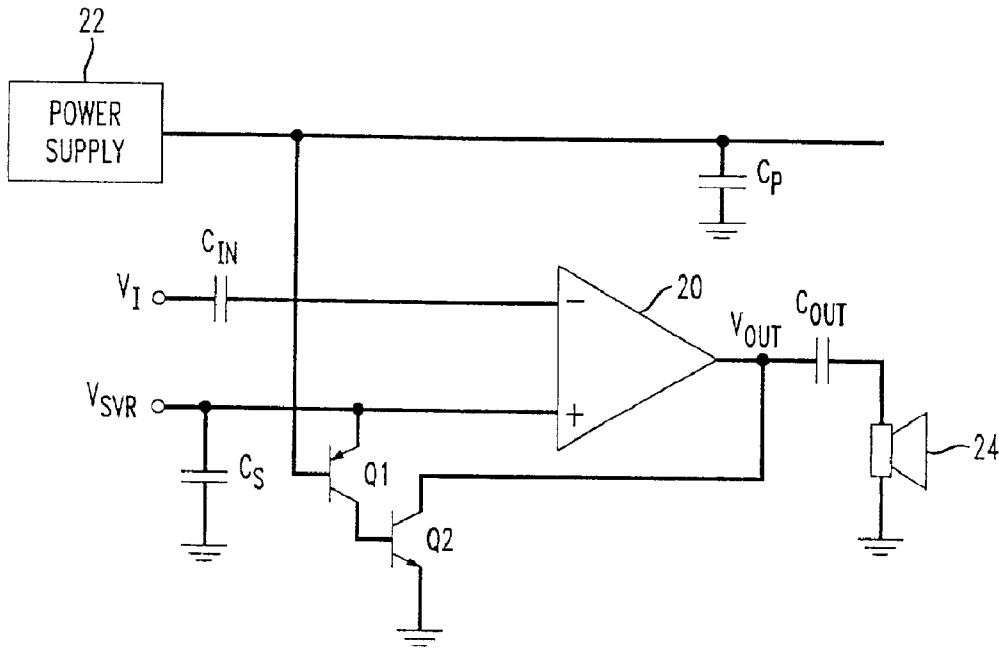 22
POWER
SUPPLY
C_P
C_IN
V_I
20
−
V_OUT
C_OUT
V_SVR
+
C_S
Q1
Q2
24